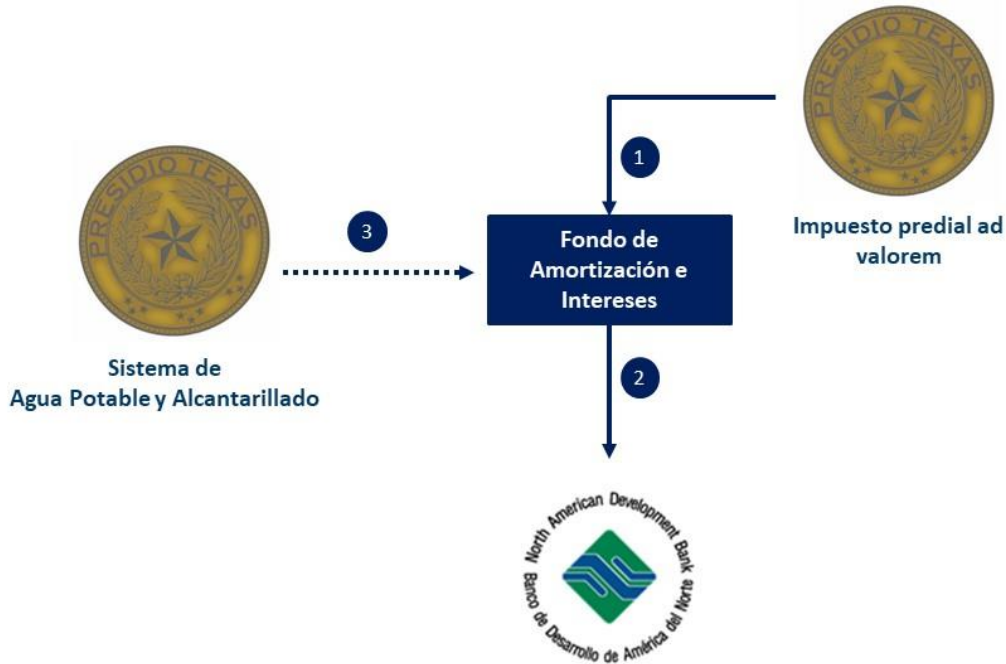 PRESIDIO TEXAS
1
Impuesto predial ad
valorem
PRESIDIO TEXAS
3
Fondo de
Amortización e
Intereses
Sistema de
Agua Potable y Alcantarillado
2
North American Development Bank
Banco de Desarrollo de América del Norte